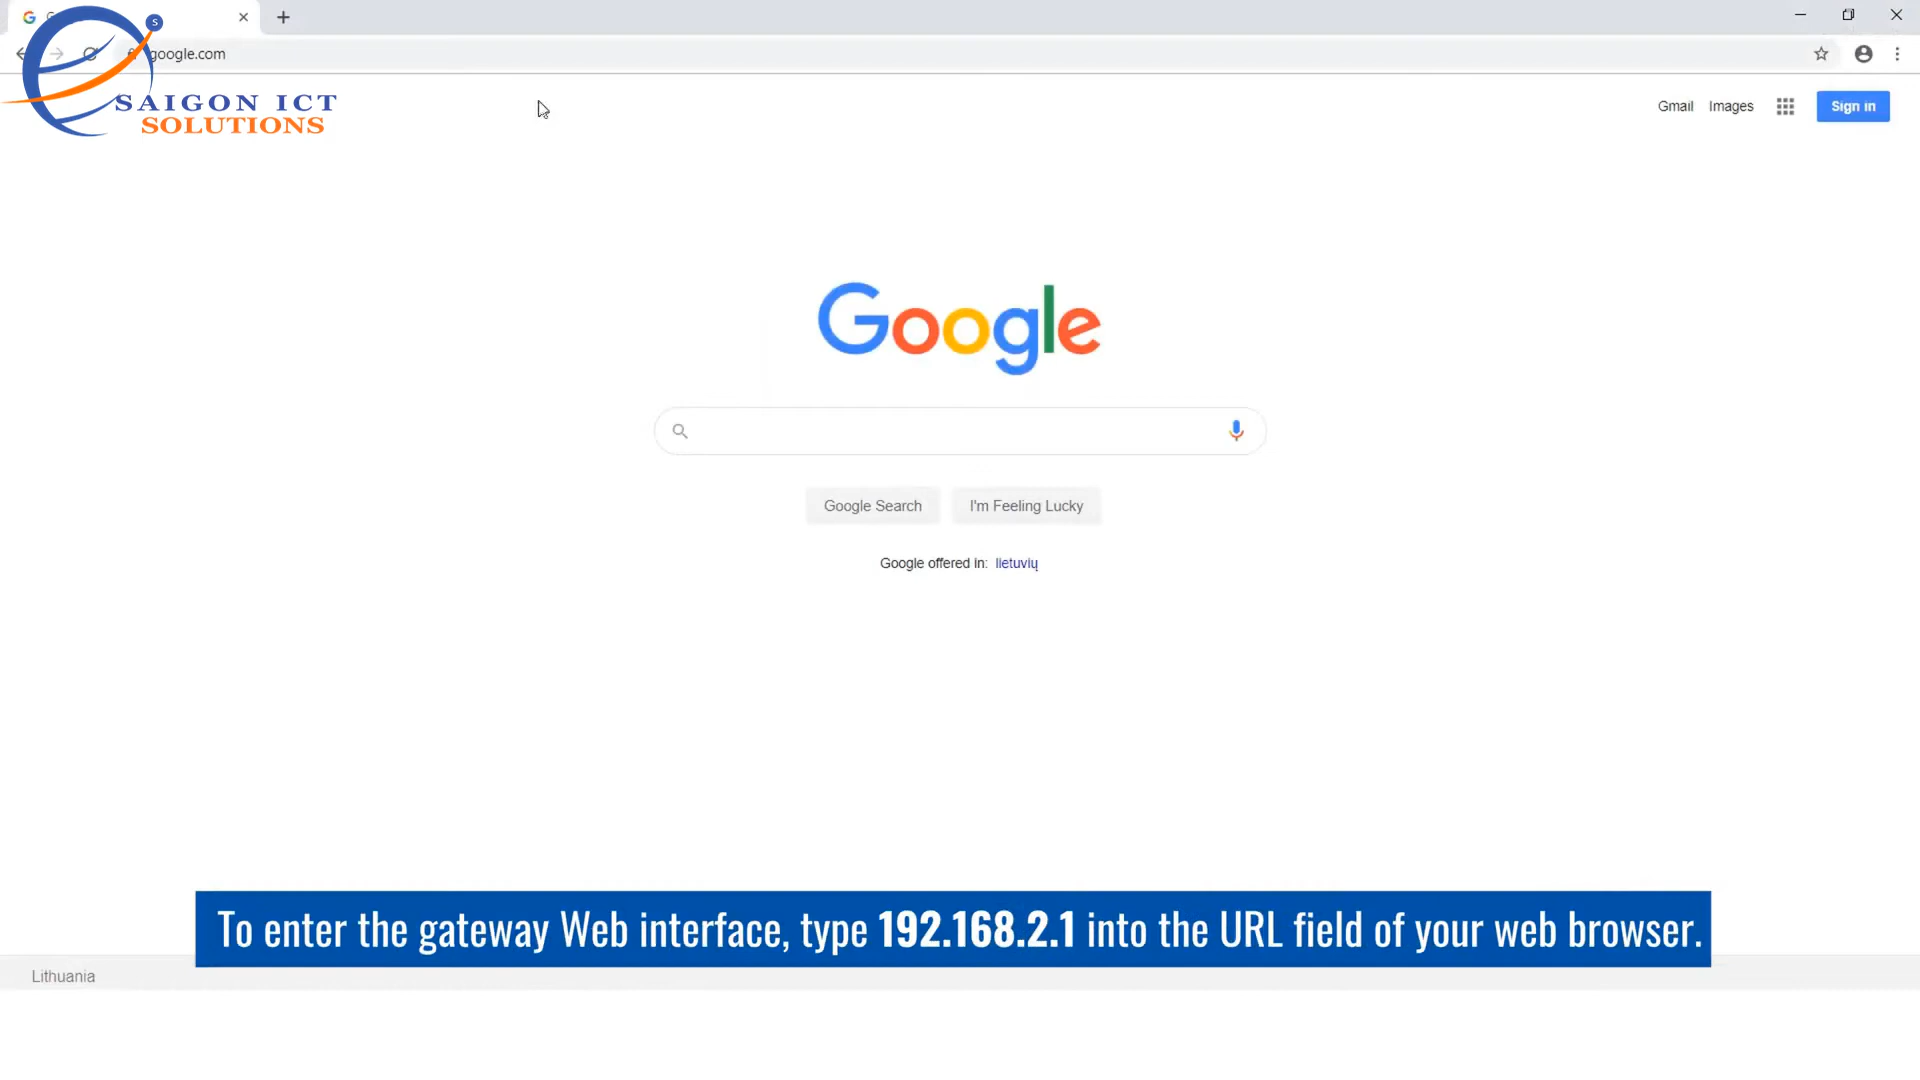 google.com
S
SAIGON ICT
SOLUTIONS
Gmail Images Sign in
Google
Google Search I'm Feeling Lucky
Google offered in: lietuvių
To enter the gateway Web interface, type 192.168.2.1 into the URL field of your web browser.
Lithuania